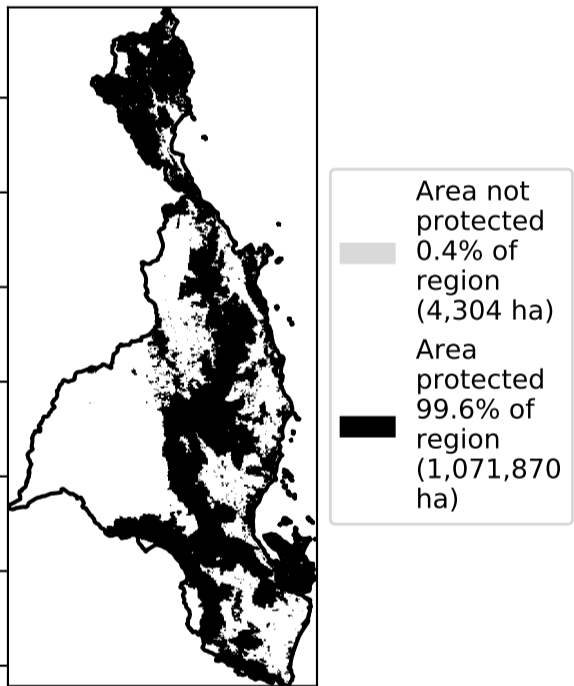 Area not
protected
0.4% of
region
(4,304 ha)
Area
protected
99.6% of
region
(1,071,870
ha)